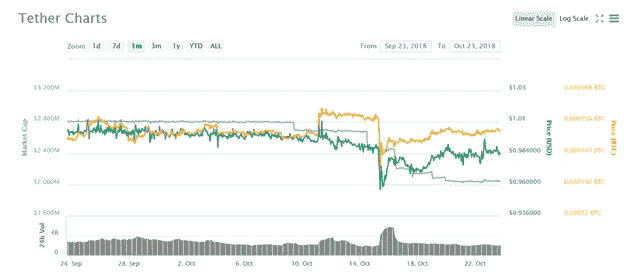 Tether Charts
Linear Scale Log Scale
Zoom 1d 7d 1m 3m 1y YTD ALL
From Sep 23, 2018 To Oct 23, 2018
$3 200M
$2 800M
$2 400M
$2 000M
$1 600M
Market Cap
$1.03
$1.01
$0.984000
$0.960000
$0.936000
Price (USD)
Price (BTC)
24h Vol
4B
0
24. Sep 28. Sep 2. Oct 6. Oct 10. Oct 14. Oct 18. Oct 22. Oct